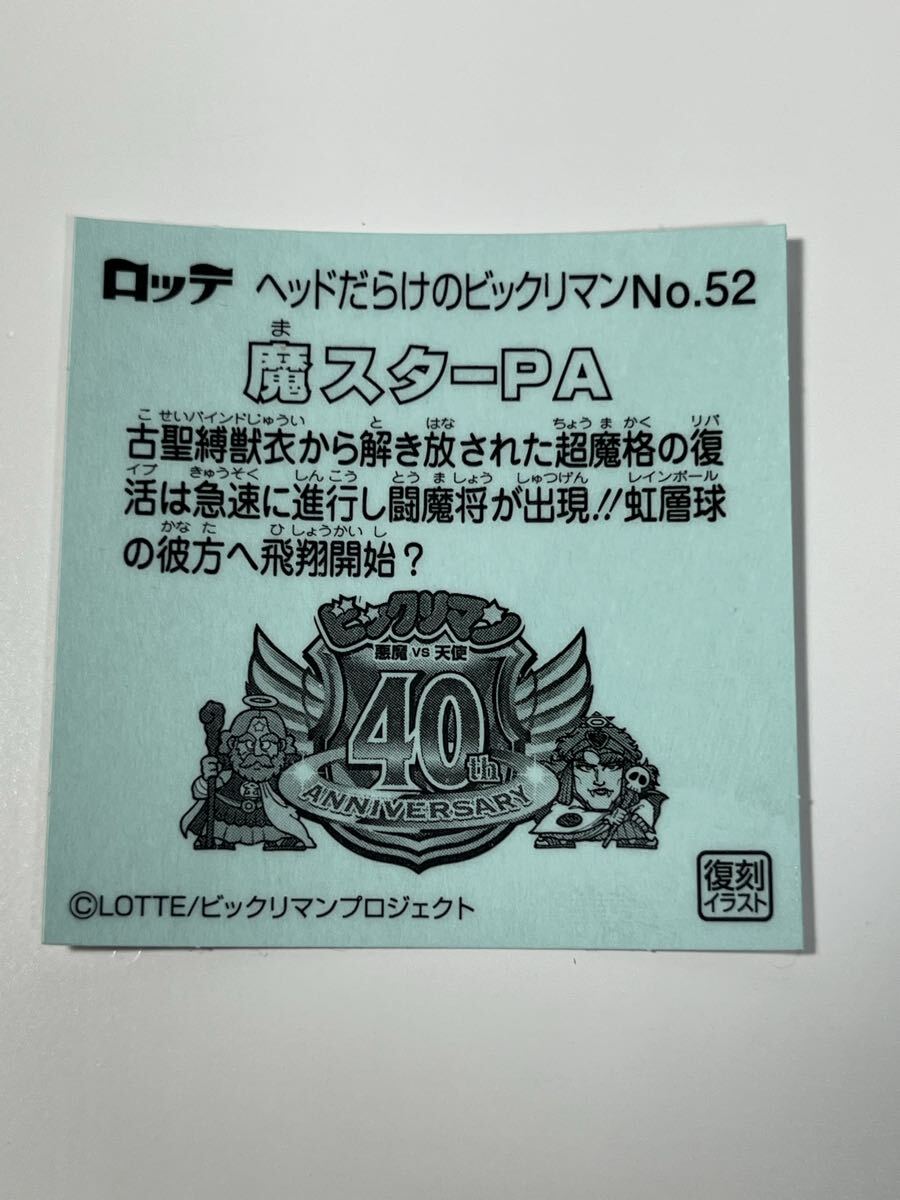 ロッテ ヘッドだらけのビックリマンNo.52
ま
魔スターPA
こ せいバインドじゅうい と はな ちょう ま かく リバ
古聖縛獣衣から解き放された超魔格の復
イブ きゅうそく しんこう とう ま しょう しゅつげん レインボール
活は急速に進行し闘魔将が出現!!虹層球
かなた ひ しょうかい し
の彼方へ飛翔開始?
ビックリマン
悪魔 VS 天使
40th
ANNIVERSARY
©LOTTE/ビックリマンプロジェクト
復刻
イラスト